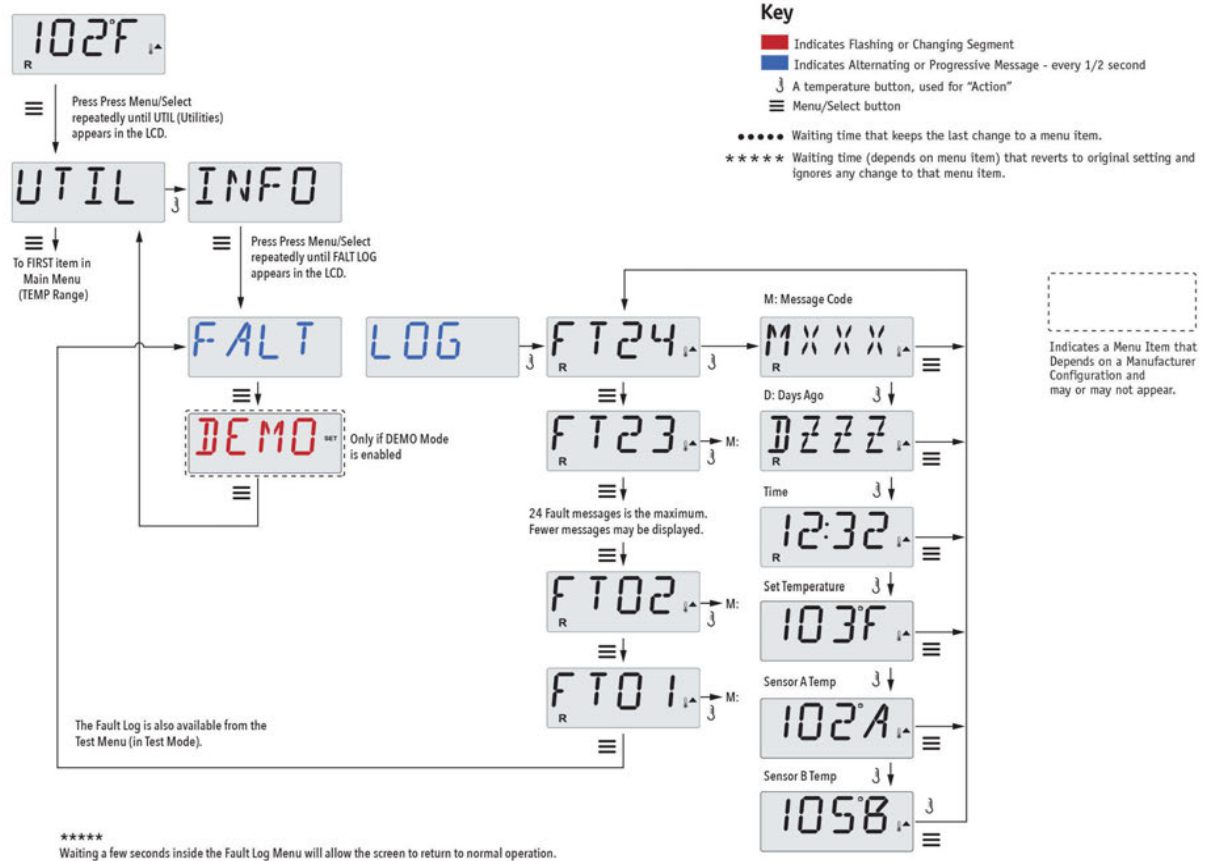 102°F
R
Key
Indicates Flashing or Changing Segment
Indicates Alternating or Progressive Message - every 1/2 second
A temperature button, used for “Action”
Menu/Select button
••••• Waiting time that keeps the last change to a menu item.
***** Waiting time (depends on menu item) that reverts to original setting and
ignores any change to that menu item.
Press Press Menu/Select
repeatedly until UTIL (Utilities)
appears in the LCD.
UTIL
INFO
To FIRST item in
Main Menu
(TEMP Range)
Press Press Menu/Select
repeatedly until FALT LOG
appears in the LCD.
FALT
LOG
FT24
R
M: Message Code
MXXX
R
Indicates a Menu Item that
Depends on a Manufacturer
Configuration and
may or may not appear.
DEMO SET
Only if DEMO Mode
is enabled
FT23
R
M:
D: Days Ago
DZZZ
R
24 Fault messages is the maximum.
Fewer messages may be displayed.
Time
12:32
R
FT02
R
M:
Set Temperature
103°F
FT01
R
M:
Sensor A Temp
102°A
The Fault Log is also available from the
Test Menu (in Test Mode).
Sensor B Temp
105°B
*****
Waiting a few seconds inside the Fault Log Menu will allow the screen to return to normal operation.